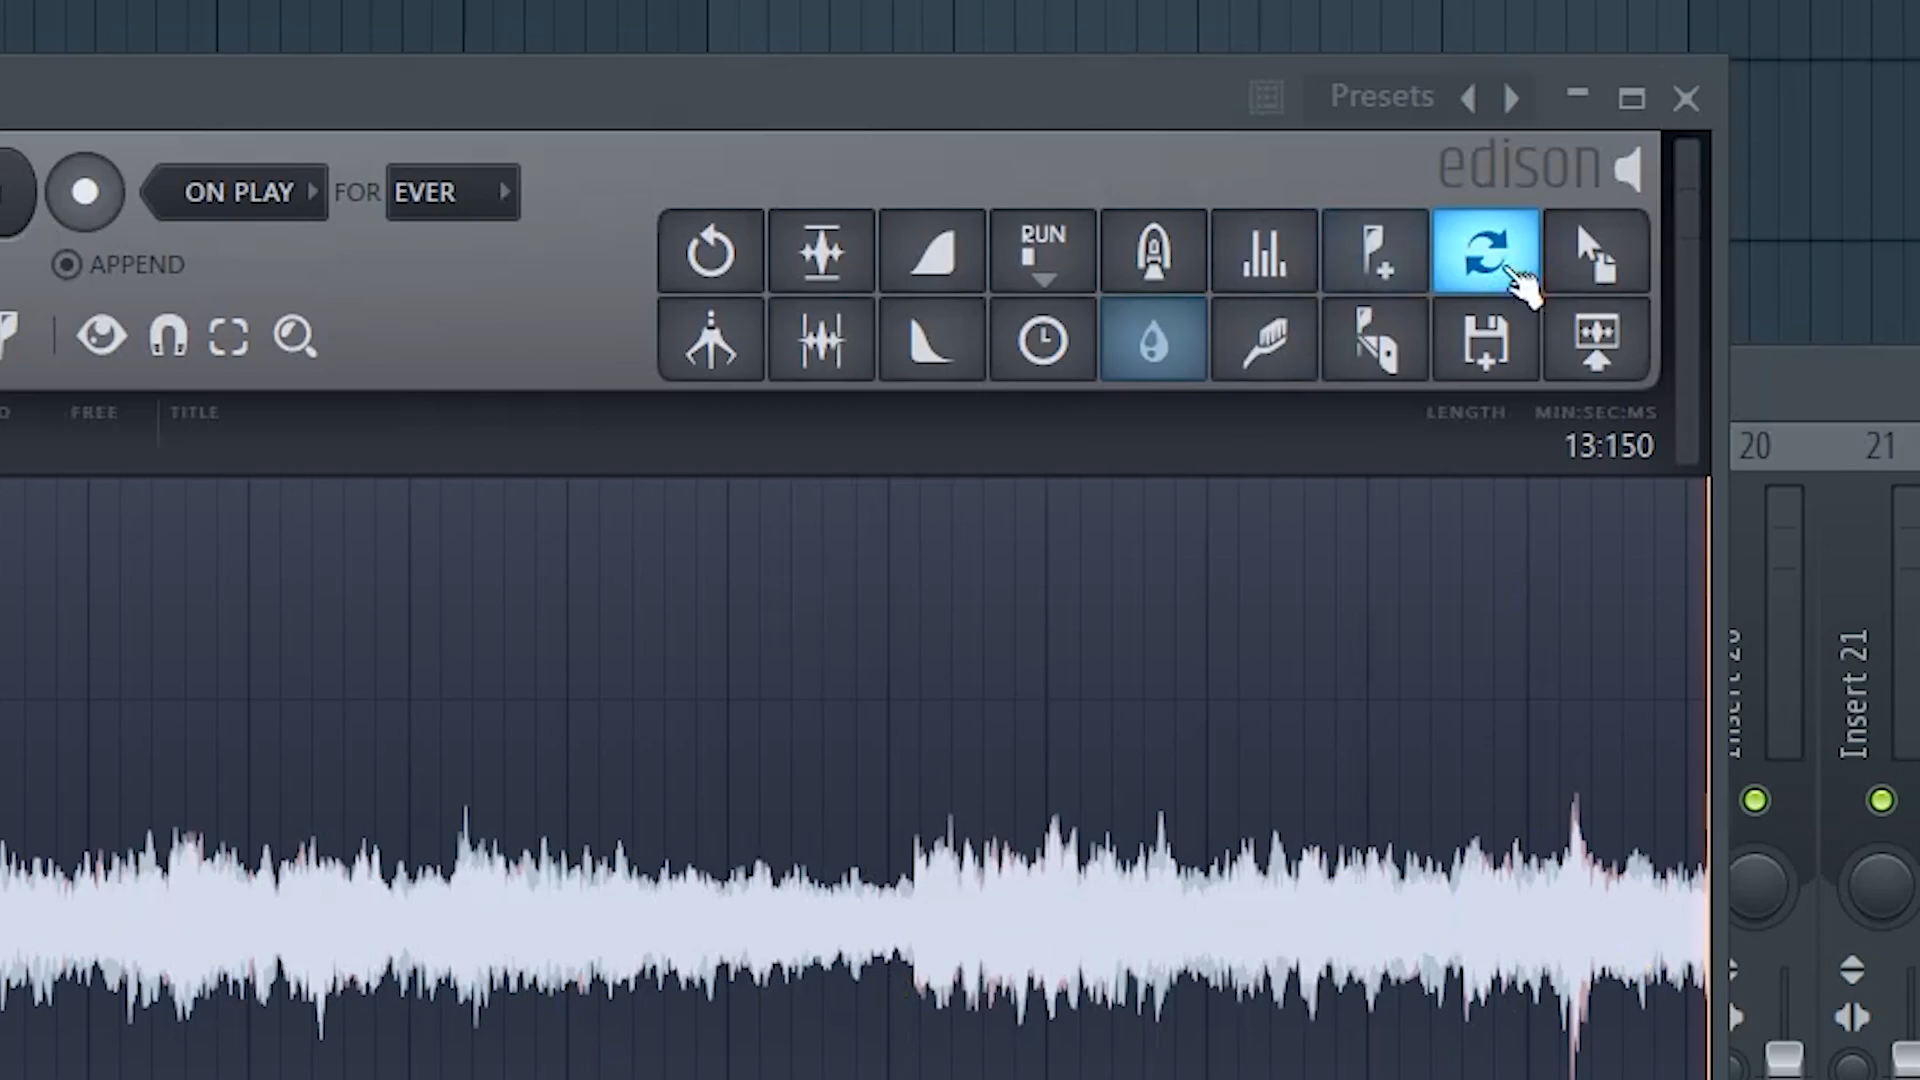 Presets
edison
ON PLAY FOR EVER
APPEND
RUN
FREE TITLE LENGTH MIN:SEC:MS
13:150
20 21
Insert 21